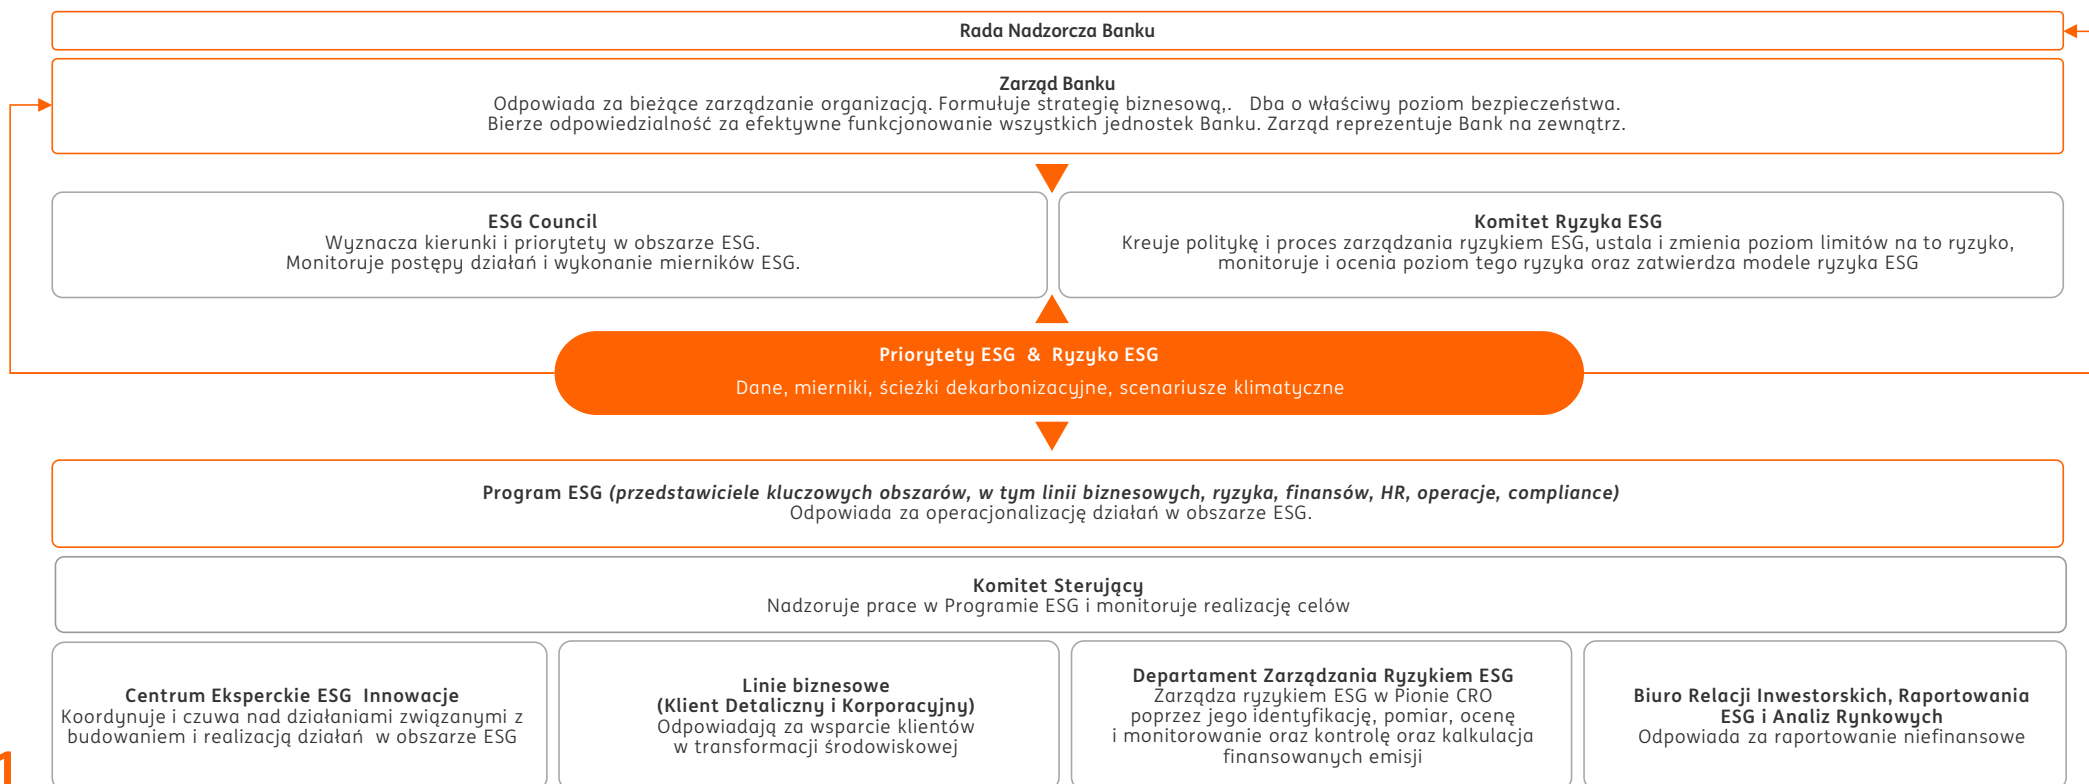 Rada Nadzorcza Banku
Zarząd Banku
Odpowiada za bieżące zarządzanie organizacją. Formułuje strategię biznesową,. Dba o właściwy poziom bezpieczeństwa.
Bierze odpowiedzialność za efektywne funkcjonowanie wszystkich jednostek Banku. Zarząd reprezentuje Bank na zewnątrz.
ESG Council
Wyznacza kierunki i priorytety w obszarze ESG.
Monitoruje postępy działań i wykonanie mierników ESG.
Komitet Ryzyka ESG
Kreuje politykę i proces zarządzania ryzykiem ESG, ustala i zmienia poziom limitów na to ryzyko,
monitoruje i ocenia poziom tego ryzyka oraz zatwierdza modele ryzyka ESG
Priorytety ESG & Ryzyko ESG
Dane, mierniki, ścieżki dekarbonizacyjne, scenariusze klimatyczne
Program ESG (przedstawiciele kluczowych obszarów, w tym linii biznesowych, ryzyka, finansów, HR, operacje, compliance)
Odpowiada za operacjonalizację działań w obszarze ESG.
Komitet Sterujący
Nadzoruje prace w Programie ESG i monitoruje realizację celów
Centrum Eksperckie ESG Innowacje
Koordynuje i czuwa nad działaniami związanymi z
budowaniem i realizacją działań w obszarze ESG
Linie biznesowe
(Klient Detaliczny i Korporacyjny)
Odpowiadają za wsparcie klientów
w transformacji środowiskowej
Departament Zarządzania Ryzykiem ESG
Zarządza ryzykiem ESG w Pionie CRO
poprzez jego identyfikację, pomiar, ocenę
i monitorowanie oraz kontrolę oraz kalkulacja
finansowanych emisji
Biuro Relacji Inwestorskich, Raportowania
ESG i Analiz Rynkowych
Odpowiada za raportowanie niefinansowe
1